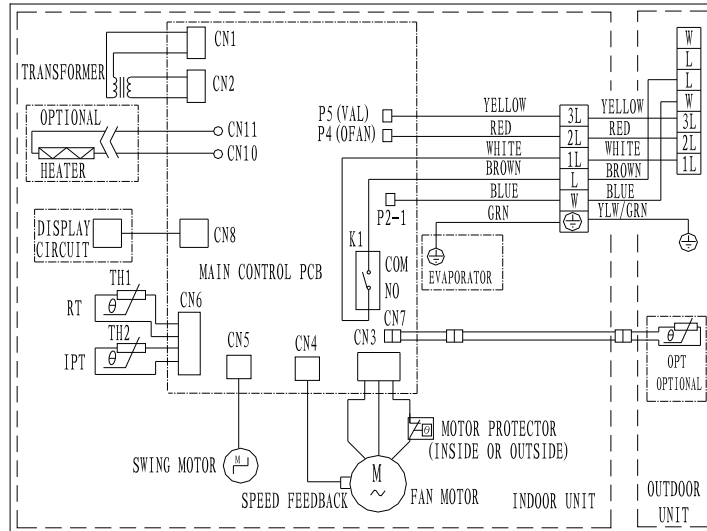 CN1
TRANSFORMER
CN2
OPTIONAL
HEATER
CN11
CN10
DISPLAY
CIRCUIT
CN8
MAIN CONTROL PCB
TH1
RT
TH2
IPT
CN6
CN5
CN4
CN3
CN7
K1
COM
NO
P5(VAL)
P4(OFAN)
P2-1
YELLOW
RED
WHITE
BROWN
BLUE
GRN
3L
2L
1L
L
W
YELLOW
RED
WHITE
BROWN
BLUE
YLW/GRN
W
L
L
W
3L
2L
1L
EVAPORATOR
θ
θ
θ
θ
OPT
OPTIONAL
MOTOR PROTECTOR
(INSIDE OR OUTSIDE)
M
SWING MOTOR
SPEED FEEDBACK
M
~
FAN MOTOR
INDOOR UNIT
OUTDOOR
UNIT